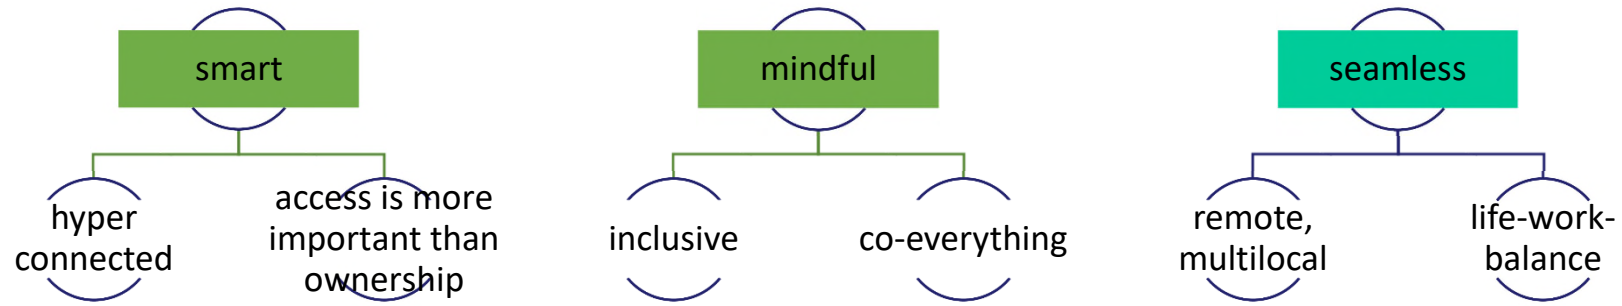 smart
mindful
seamless
hyper
connected
access is more
important than
ownership
inclusive
co-everything
remote,
multilocal
life-work-
balance